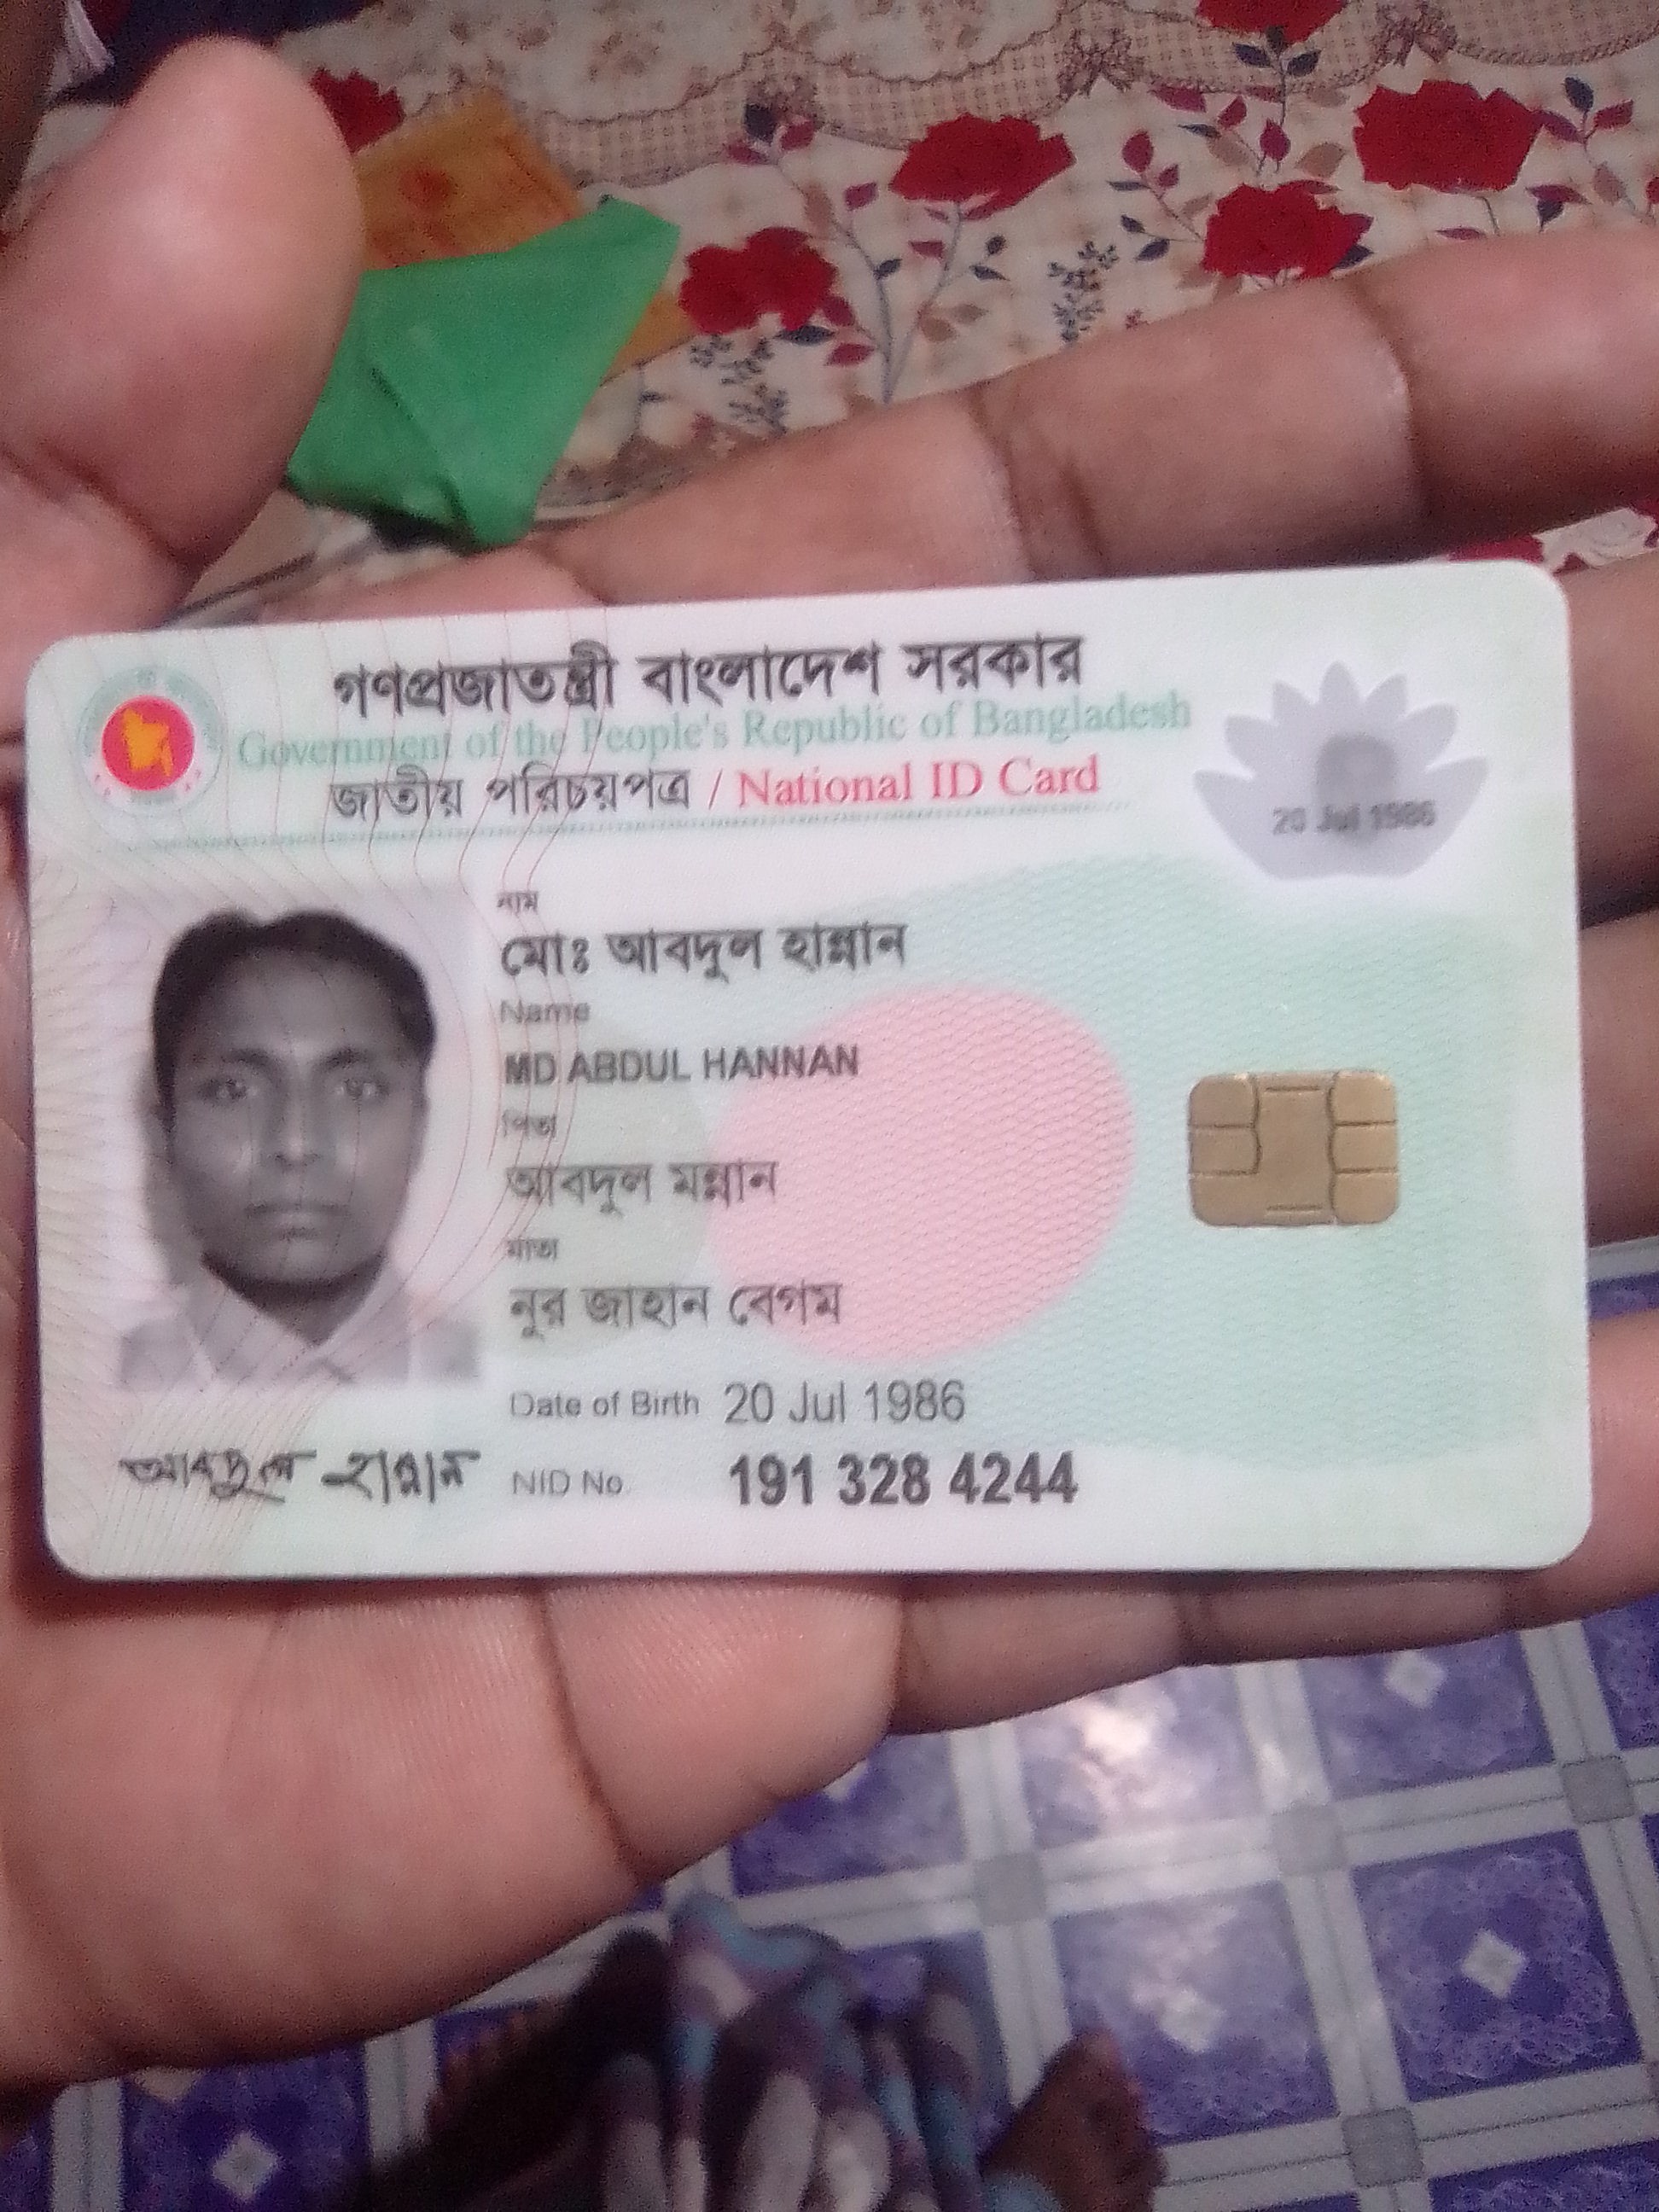 গণপ্রজাতন্ত্রী বাংলাদেশ সরকার
Government of the People's Republic of Bangladesh
জাতীয় পরিচয়পত্র / National ID Card
20 Jul 1986
নাম
মোঃ আবদুল হান্নান
Name
MD ABDUL HANNAN
পিতা
আবদুল মন্নান
মাতা
নুর জাহান বেগম
Date of Birth 20 Jul 1986
আবদুল হান্নান
NID No. 191 328 4244